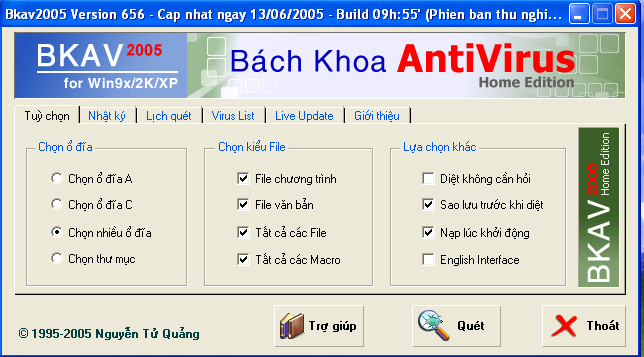 Bkav2005 Version 656 - Cap nhat ngay 13/06/2005 - Build 09h:55' (Phien ban thu nghi...
BKAV 2005
for Win9x/2K/XP
Bách Khoa AntiVirus
Home Edition
Tuỳ chọn Nhật ký Lịch quét Virus List Live Update Giới thiệu
Chọn ổ đĩa
Chọn ổ đĩa A
Chọn ổ đĩa C
Chọn nhiều ổ đĩa
Chọn thư mục
Chọn kiểu File
File chương trình
File văn bản
Tất cả các File
Tất cả các Macro
Lựa chọn khác
Diệt không cần hỏi
Sao lưu trước khi diệt
Nạp lúc khởi động
English Interface
BKAV 2005
Home Edition
© 1995-2005 Nguyễn Tử Quảng
Trợ giúp
Quét
Thoát